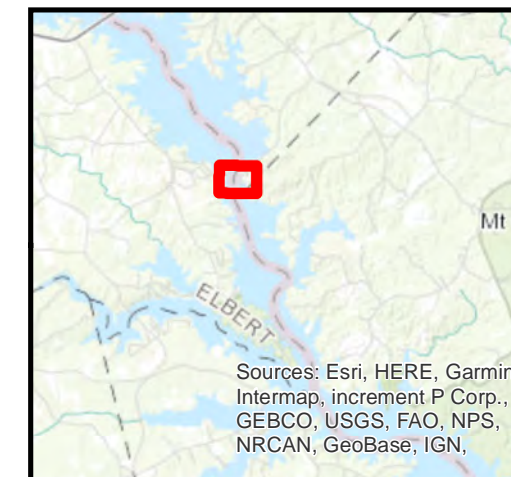 Mt
ELBERT
Sources: Esri, HERE, Garmin
Intermap, increment P Corp.,
GEBCO, USGS, FAO, NPS,
NRCAN, GeoBase, IGN,